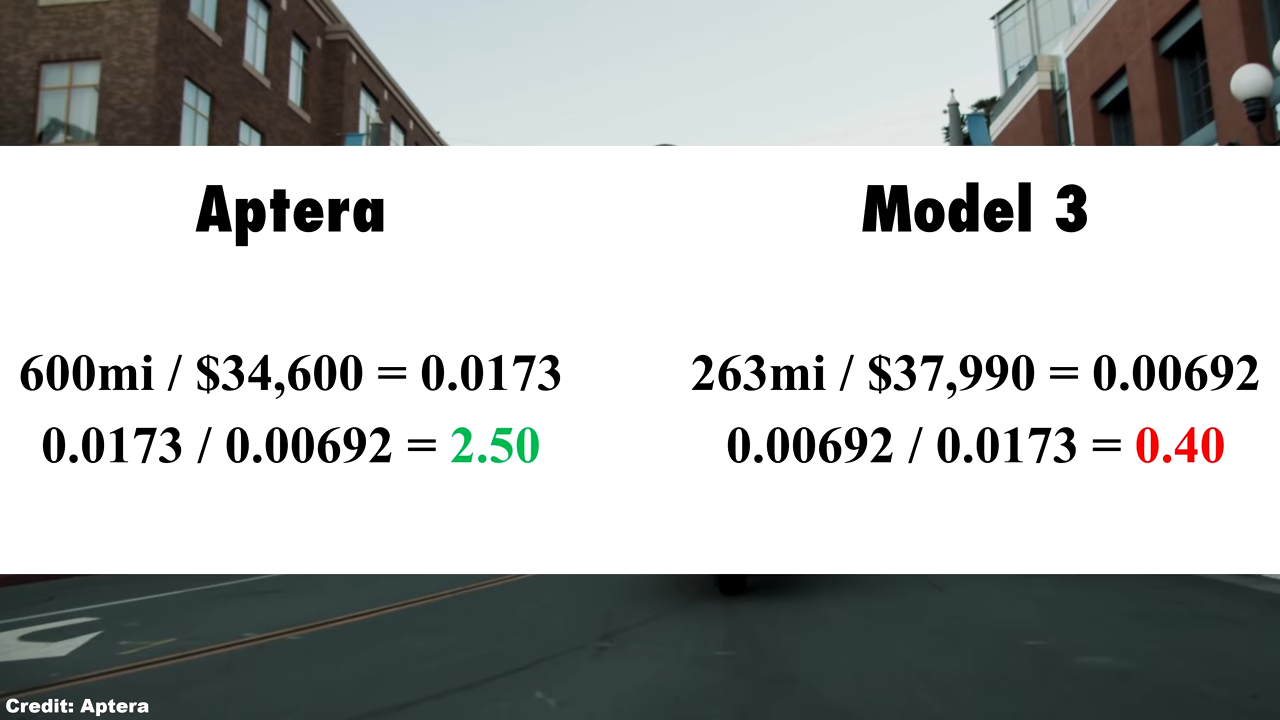 Aptera
600mi / $34,600 = 0.0173
0.0173 / 0.00692 = 2.50
Model 3
263mi / $37,990 = 0.00692
0.00692 / 0.0173 = 0.40
Credit: Aptera